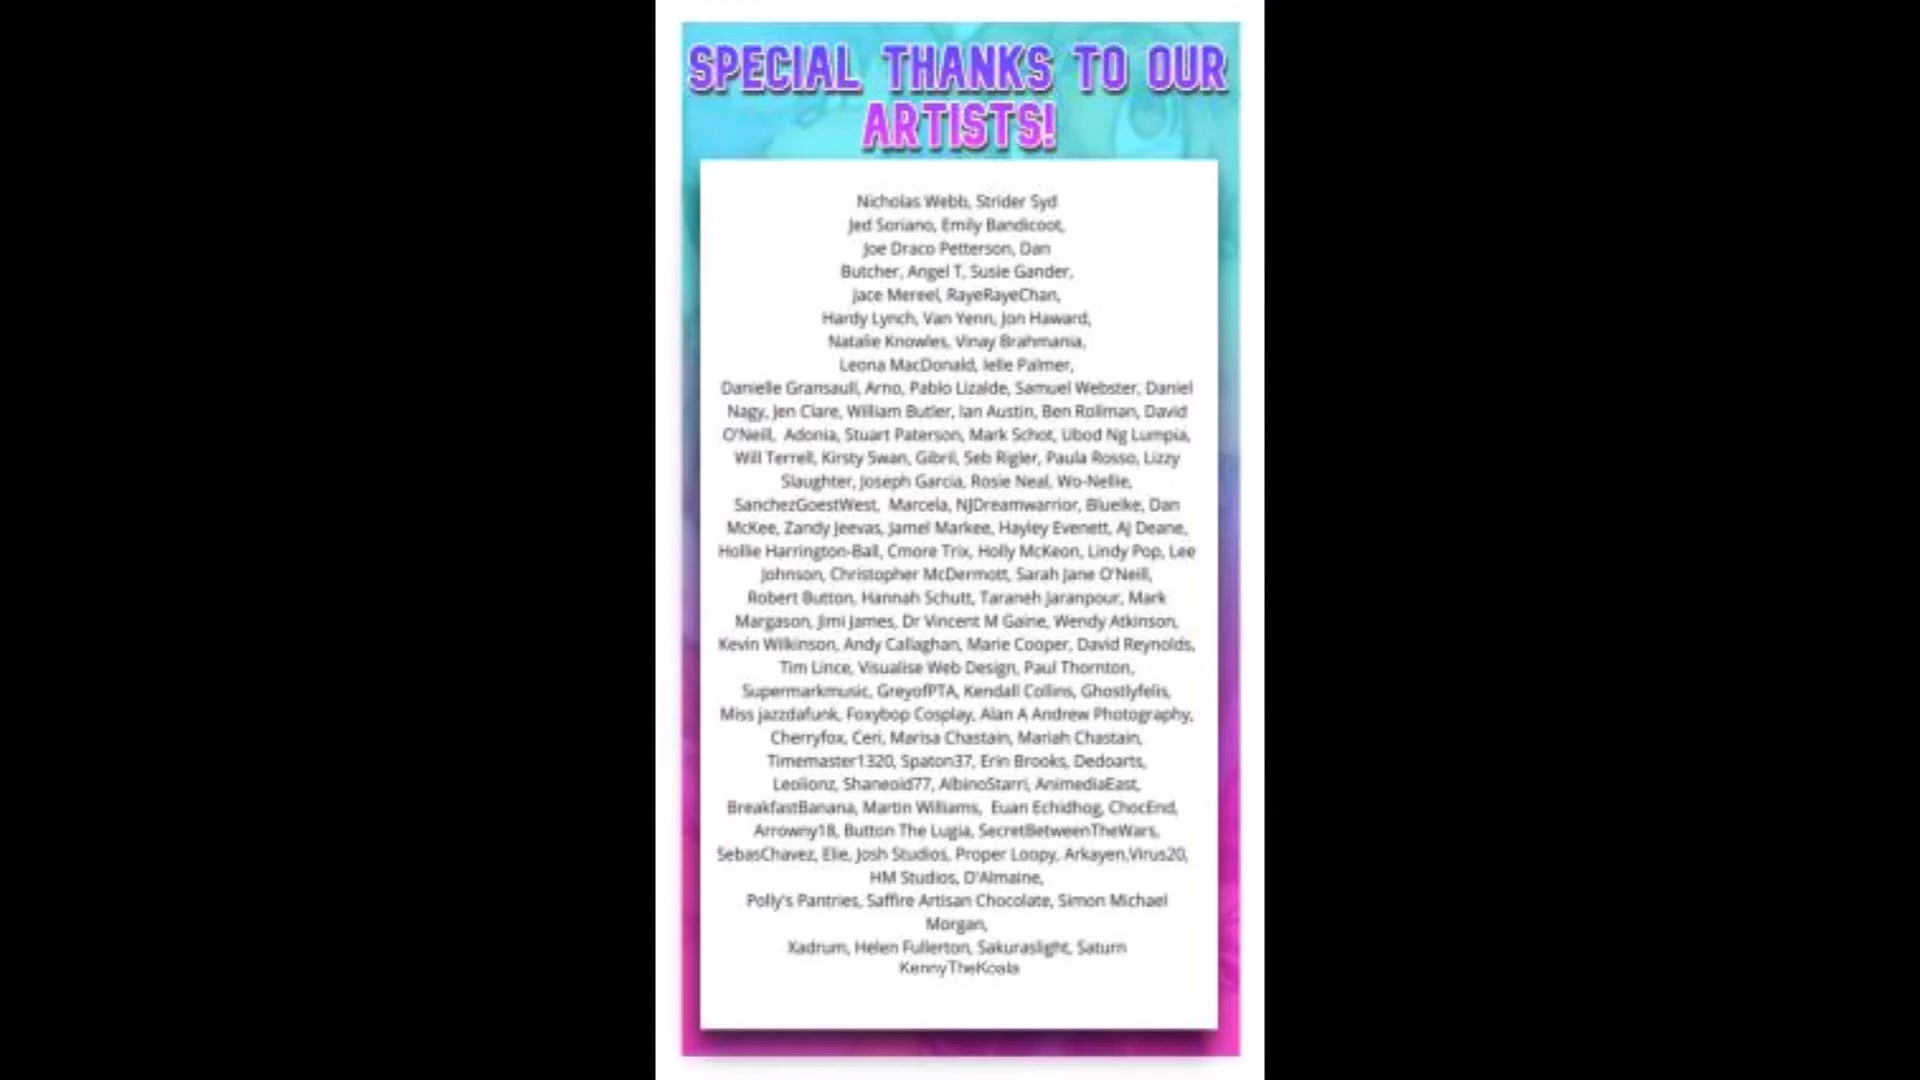 SPECIAL THANKS TO OUR
ARTISTS!
Nicholas Webb, Strider Syd
Jed Soriano, Emily Bandicoot,
Joe Draco Petterson, Dan
Butcher, Angel T, Susie Gander,
Jace Mereel, RayeRayeChan,
Hardy Lynch, Van Yenn, Jon Haward,
Natalie Knowles, Vinay Brahmania,
Leona MacDonald, Ielle Palmer,
Danielle Gransaull, Arno, Pablo Lizalde, Samuel Webster, Daniel
Nagy, Jen Clare, William Butler, Ian Austin, Ben Rollman, David
O'Neill, Adonia, Stuart Paterson, Mark Schot, Ubod Ng Lumpia,
Will Terrell, Kirsty Swan, Gibril, Seb Rigler, Paula Rosso, Lizzy
Slaughter, Joseph Garcia, Rosie Neal, Wo-Nellie,
SanchezGoestWest, Marcela, NJDreamwarrior, Bluelke, Dan
McKee, Zandy Jeevas, Jamel Markee, Hayley Evenett, AJ Deane,
Hollie Harrington-Ball, Cmore Trix, Holly McKeon, Lindy Pop, Lee
Johnson, Christopher McDermott, Sarah Jane O'Neill,
Robert Button, Hannah Schutt, Taraneh Jaranpour, Mark
Margason, Jimi James, Dr Vincent M Gaine, Wendy Atkinson,
Kevin Wilkinson, Andy Callaghan, Marie Cooper, David Reynolds,
Tim Lince, Visualise Web Design, Paul Thornton,
Supermarkmusic, GreyofPTA, Kendall Collins, Ghostlyfelis,
Miss jazzdafunk, Foxybop Cosplay, Alan A Andrew Photography,
Cherryfox, Ceri, Marisa Chastain, Mariah Chastain,
Timemaster1320, Spaton37, Erin Brooks, Dedoarts,
Leolionz, Shaneoid77, AlbinoStarri, AnimediaEast,
BreakfastBanana, Martin Williams, Euan Echidhog, ChocEnd,
Arrowny18, Button The Lugia, SecretBetweenTheWars,
SebasChavez, Elie, Josh Studios, Proper Loopy, Arkayen,Virus20,
HM Studios, D'Almaine,
Polly's Pantries, Saffire Artisan Chocolate, Simon Michael
Morgan,
Xadrum, Helen Fullerton, Sakuraslight, Saturn
KennyTheKoala